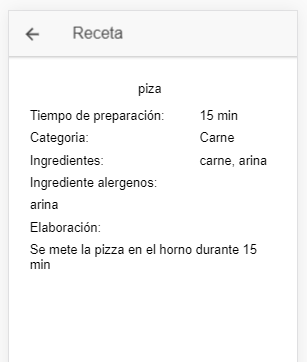 Receta
piza
Tiempo de preparación: 15 min
Categoria: Carne
Ingredientes: carne, arina
Ingrediente alergenos:
arina
Elaboración:
Se mete la pizza en el horno durante 15
min